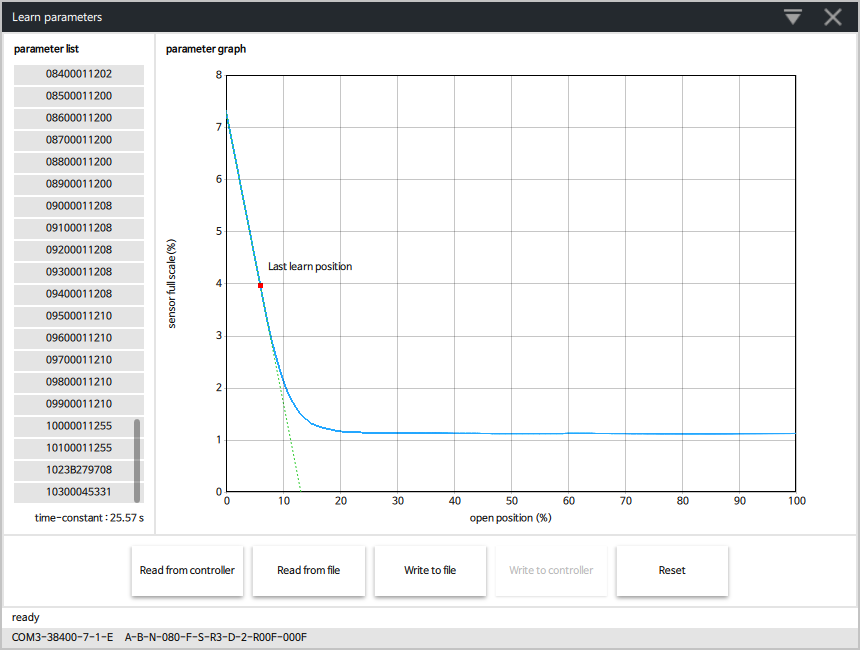 Learn parameters
parameter list
08400011202
08500011200
08600011200
08700011200
08800011200
08900011200
09000011208
09100011208
09200011208
09300011208
09400011208
09500011210
09600011210
09700011210
09800011210
09900011210
10000011255
10100011255
1023B279708
10300045331
time-constant : 25.57 s
parameter graph
sensor full scale(%)
8
7
6
5
4
3
2
1
0
Last learn position
0 10 20 30 40 50 60 70 80 90 100
open position (%)
Read from controller
Read from file
Write to file
Write to controller
Reset
ready
COM3-38400-7-1-E A-B-N-080-F-S-R3-D-2-R00F-000F